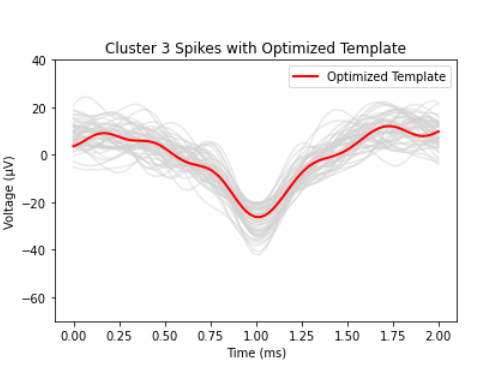 Cluster 3 Spikes with Optimized Template
Optimized Template
Voltage (µV)
40
20
0
−20
−40
−60
0.00 0.25 0.50 0.75 1.00 1.25 1.50 1.75 2.00
Time (ms)